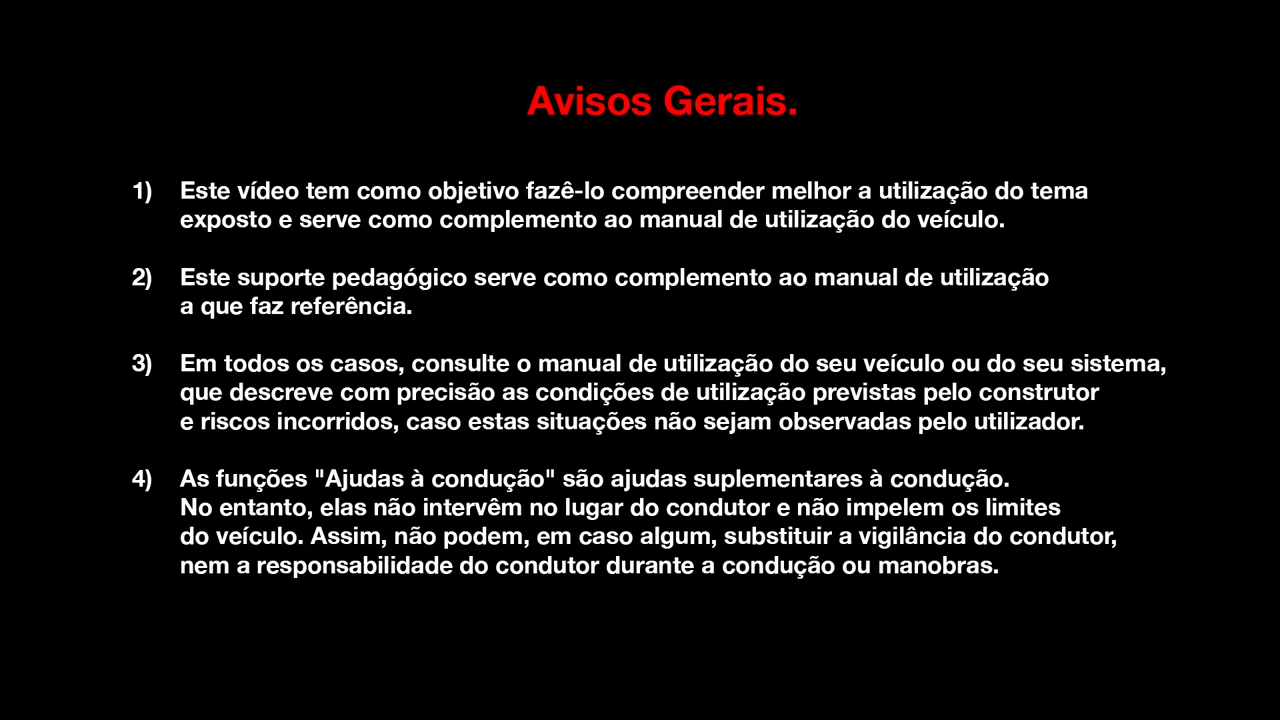 Avisos Gerais.
1) Este vídeo tem como objetivo fazê-lo compreender melhor a utilização do tema
exposto e serve como complemento ao manual de utilização do veículo.
2) Este suporte pedagógico serve como complemento ao manual de utilização
a que faz referência.
3) Em todos os casos, consulte o manual de utilização do seu veículo ou do seu sistema,
que descreve com precisão as condições de utilização previstas pelo construtor
e riscos incorridos, caso estas situações não sejam observadas pelo utilizador.
4) As funções "Ajudas à condução" são ajudas suplementares à condução.
No entanto, elas não intervêm no lugar do condutor e não impelem os limites
do veículo. Assim, não podem, em caso algum, substituir a vigilância do condutor,
nem a responsabilidade do condutor durante a condução ou manobras.